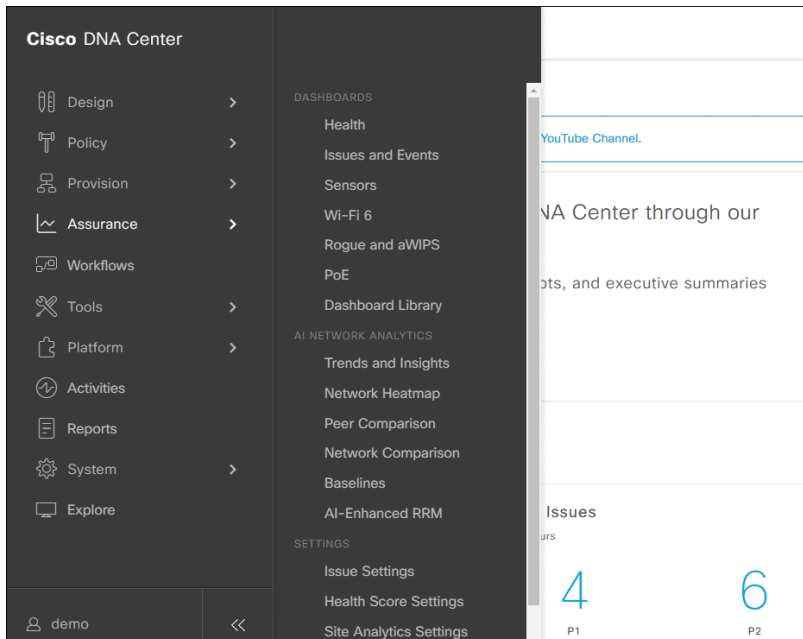 Cisco DNA Center
Design
Policy
Provision
Assurance
Workflows
Tools
Platform
Activities
Reports
System
Explore
demo
DASHBOARDS
Health
Issues and Events
Sensors
Wi-Fi 6
Rogue and aWIPS
PoE
Dashboard Library
AI NETWORK ANALYTICS
Trends and Insights
Network Heatmap
Peer Comparison
Network Comparison
Baselines
AI-Enhanced RRM
SETTINGS
Issue Settings
Health Score Settings
Site Analytics Settings
YouTube Channel.
NA Center through our
ots, and executive summaries
Issues
urs
4
P1
6
P2